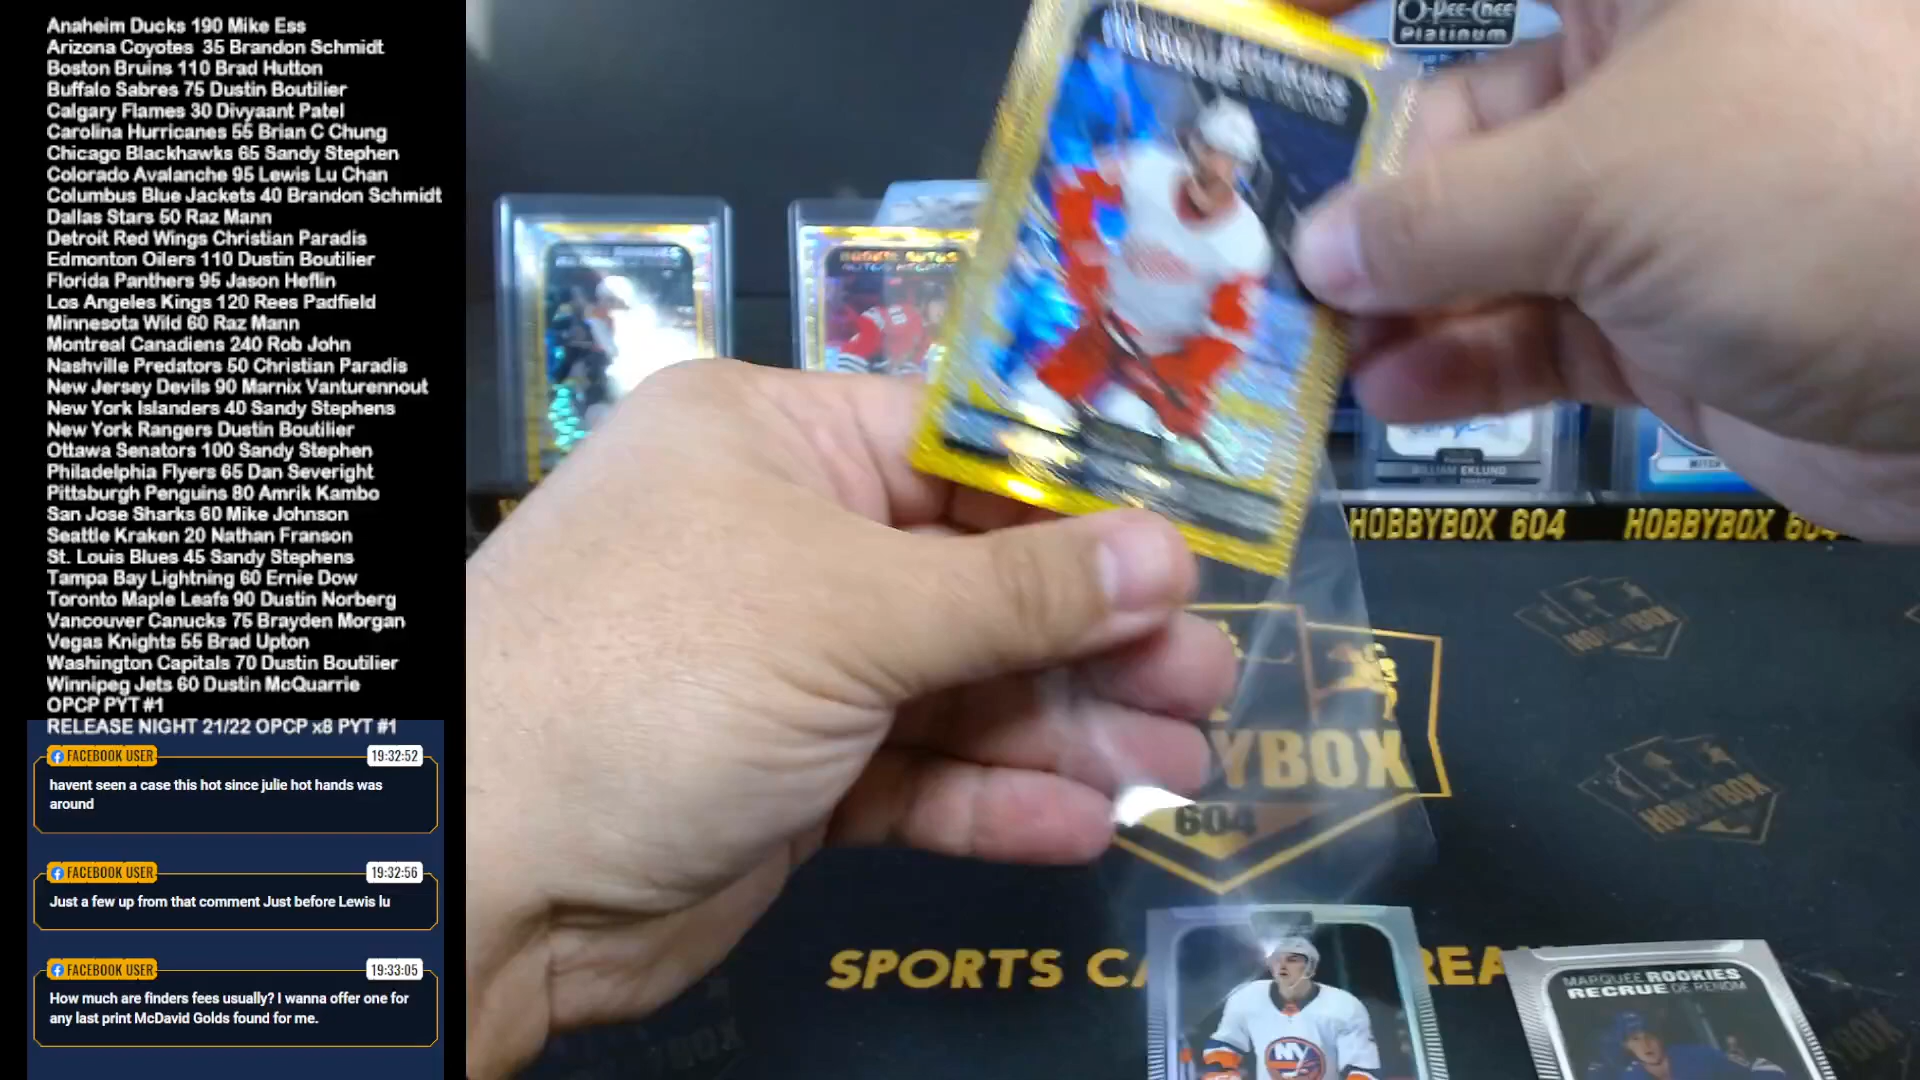 Anaheim Ducks 190 Mike Ess
Arizona Coyotes 35 Brandon Schmidt
Boston Bruins 110 Brad Hutton
Buffalo Sabres 75 Dustin Boutilier
Calgary Flames 30 Divyaant Patel
Carolina Hurricanes 55 Brian C Chung
Chicago Blackhawks 65 Sandy Stephen
Colorado Avalanche 95 Lewis Lu Chan
Columbus Blue Jackets 40 Brandon Schmidt
Dallas Stars 50 Raz Mann
Detroit Red Wings Christian Paradis
Edmonton Oilers 110 Dustin Boutilier
Florida Panthers 95 Jason Heflin
Los Angeles Kings 120 Rees Padfield
Minnesota Wild 60 Raz Mann
Montreal Canadiens 240 Rob John
Nashville Predators 50 Christian Paradis
New Jersey Devils 90 Marnix Vanturennout
New York Islanders 40 Sandy Stephens
New York Rangers Dustin Boutilier
Ottawa Senators 100 Sandy Stephen
Philadelphia Flyers 65 Dan Severight
Pittsburgh Penguins 80 Amrik Kambo
San Jose Sharks 60 Mike Johnson
Seattle Kraken 20 Nathan Franson
St. Louis Blues 45 Sandy Stephens
Tampa Bay Lightning 60 Ernie Dow
Toronto Maple Leafs 90 Dustin Norberg
Vancouver Canucks 75 Brayden Morgan
Vegas Knights 55 Brad Upton
Washington Capitals 70 Dustin Boutilier
Winnipeg Jets 60 Dustin McQuarrie
OPCP PYT #1
RELEASE NIGHT 21/22 OPCP x8 PYT #1
FACEBOOK USER 19:32:52
havent seen a case this hot since julie hot hands was
around
FACEBOOK USER 19:32:56
Just a few up from that comment Just before Lewis lu
FACEBOOK USER 19:33:05
How much are finders fees usually? I wanna offer one for
any last print McDavid Golds found for me.
O-Pee-Chee
Platinum
ROOKIE AUTOS
WILLIAM EKLUND
HOBBYBOX 604 HOBBYBOX 604
HOBBYBOX
YBOX
604
HOBBYBOX
SPORTS
NY
MARQUEE ROOKIES
RECRUE DE RENOM